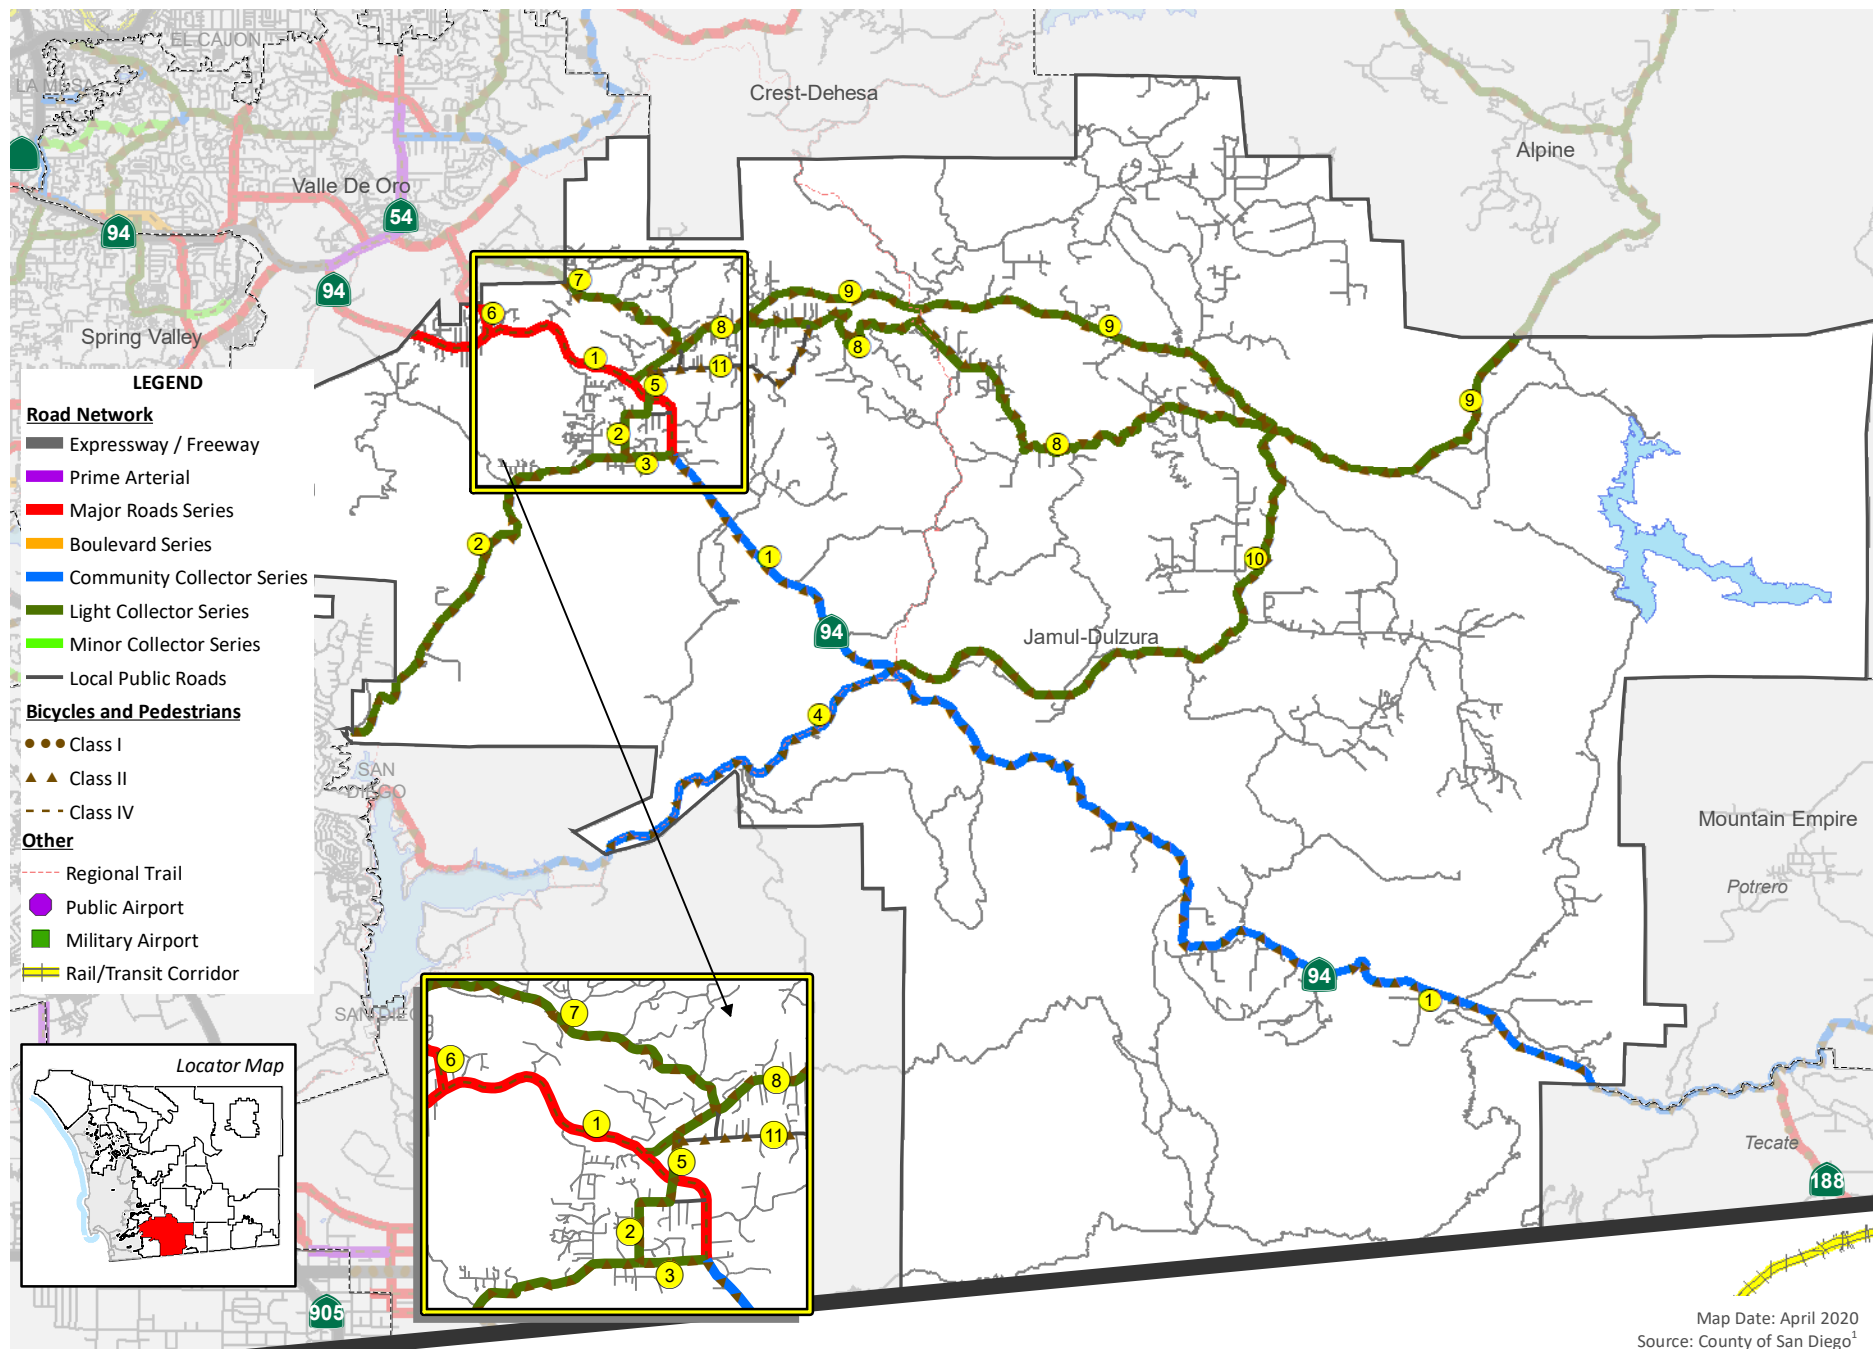 EL CAJON
LA MESA
Crest-Dehesa
Alpine
Valle De Oro
54
94
94
Spring Valley
7
6
9
8
9
8
1
11
5
9
2
3
8
2
1
10
94
Jamul-Dulzura
4
LEGEND
Road Network
Expressway / Freeway
Prime Arterial
Major Roads Series
Boulevard Series
Community Collector Series
Light Collector Series
Minor Collector Series
Local Public Roads
Bicycles and Pedestrians
Class I
Class II
Class IV
Other
Regional Trail
Public Airport
Military Airport
Rail/Transit Corridor
SAN
DIEGO
SAN DIEGO
Mountain Empire
Potrero
94
1
Tecate
188
Locator Map
7
6
8
1
11
5
2
3
905
Map Date: April 2020
Source: County of San Diego1